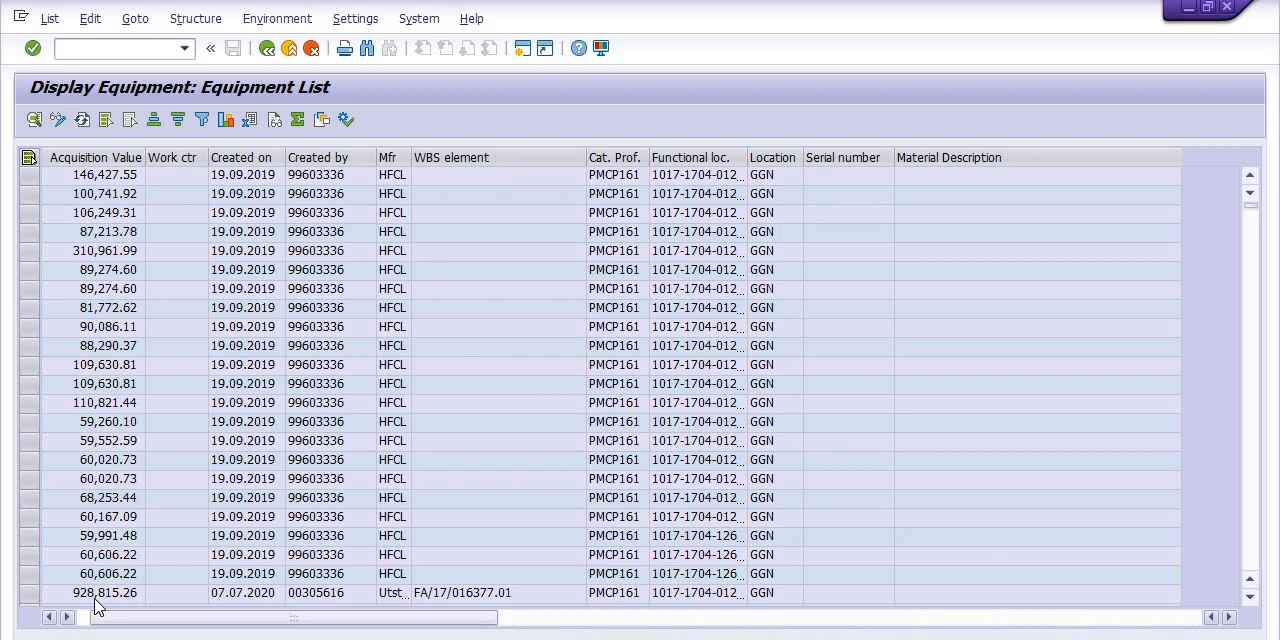 List Edit Goto Structure Environment Settings System Help
Display Equipment: Equipment List
Acquisition Value Work ctr Created on Created by Mfr WBS element Cat. Prof. Functional loc. Location Serial number Material Description
146,427.55 19.09.2019 99603336 HFCL PMCP161 1017-1704-012... GGN
100,741.92 19.09.2019 99603336 HFCL PMCP161 1017-1704-012... GGN
106,249.31 19.09.2019 99603336 HFCL PMCP161 1017-1704-012... GGN
87,213.78 19.09.2019 99603336 HFCL PMCP161 1017-1704-012... GGN
310,961.99 19.09.2019 99603336 HFCL PMCP161 1017-1704-012... GGN
89,274.60 19.09.2019 99603336 HFCL PMCP161 1017-1704-012... GGN
89,274.60 19.09.2019 99603336 HFCL PMCP161 1017-1704-012... GGN
81,772.62 19.09.2019 99603336 HFCL PMCP161 1017-1704-012... GGN
90,086.11 19.09.2019 99603336 HFCL PMCP161 1017-1704-012... GGN
88,290.37 19.09.2019 99603336 HFCL PMCP161 1017-1704-012... GGN
109,630.81 19.09.2019 99603336 HFCL PMCP161 1017-1704-012... GGN
109,630.81 19.09.2019 99603336 HFCL PMCP161 1017-1704-012... GGN
110,821.44 19.09.2019 99603336 HFCL PMCP161 1017-1704-012... GGN
59,260.10 19.09.2019 99603336 HFCL PMCP161 1017-1704-012... GGN
59,552.59 19.09.2019 99603336 HFCL PMCP161 1017-1704-012... GGN
60,020.73 19.09.2019 99603336 HFCL PMCP161 1017-1704-012... GGN
60,020.73 19.09.2019 99603336 HFCL PMCP161 1017-1704-012... GGN
68,253.44 19.09.2019 99603336 HFCL PMCP161 1017-1704-012... GGN
60,167.09 19.09.2019 99603336 HFCL PMCP161 1017-1704-012... GGN
59,991.48 19.09.2019 99603336 HFCL PMCP161 1017-1704-126... GGN
60,606.22 19.09.2019 99603336 HFCL PMCP161 1017-1704-126... GGN
60,606.22 19.09.2019 99603336 HFCL PMCP161 1017-1704-126... GGN
928,815.26 07.07.2020 00305616 Utst... FA/17/016377.01 PMCP161 1017-1704-012... GGN